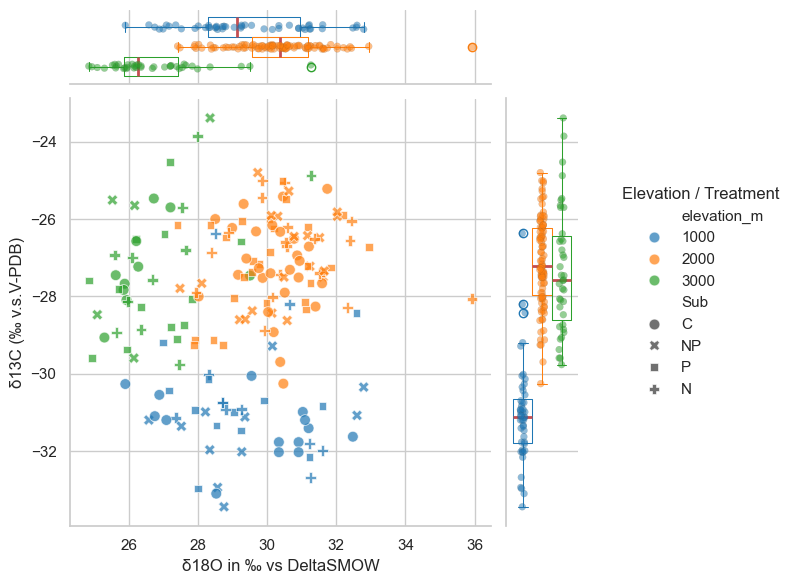 Elevation / Treatment
elevation_m
1000
2000
3000
Sub
C
NP
P
N
−24
−26
−28
−30
−32
δ13C (‰ v.s.V-PDB)
26
28
30
32
34
36
δ18O in ‰ vs DeltaSMOW